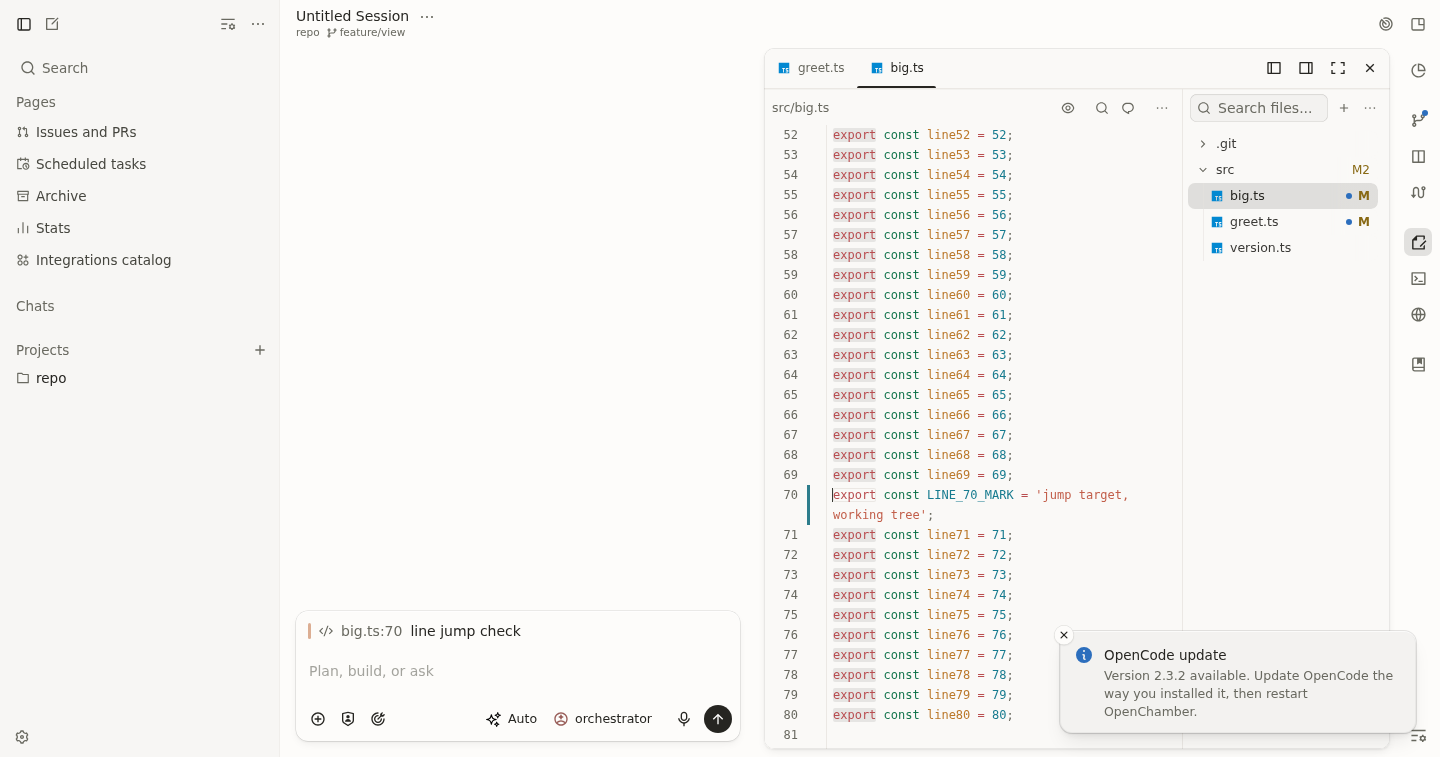 Untitled Session
repo feature/view
Search
Pages
Issues and PRs
Scheduled tasks
Archive
Stats
Integrations catalog
Chats
Projects
repo
big.ts:70 line jump check
Plan, build, or ask
Auto
orchestrator
greet.ts
big.ts
src/big.ts
52 export const line52 = 52;
53 export const line53 = 53;
54 export const line54 = 54;
55 export const line55 = 55;
56 export const line56 = 56;
57 export const line57 = 57;
58 export const line58 = 58;
59 export const line59 = 59;
60 export const line60 = 60;
61 export const line61 = 61;
62 export const line62 = 62;
63 export const line63 = 63;
64 export const line64 = 64;
65 export const line65 = 65;
66 export const line66 = 66;
67 export const line67 = 67;
68 export const line68 = 68;
69 export const line69 = 69;
70 export const LINE_70_MARK = 'jump target,
working tree';
71 export const line71 = 71;
72 export const line72 = 72;
73 export const line73 = 73;
74 export const line74 = 74;
75 export const line75 = 75;
76 export const line76 = 76;
77 export const line77 = 77;
78 export const line78 = 78;
79 export const line79 = 79;
80 export const line80 = 80;
81
Search files...
.git
src M2
big.ts M
greet.ts M
version.ts
OpenCode update
Version 2.3.2 available. Update OpenCode the
way you installed it, then restart
OpenChamber.